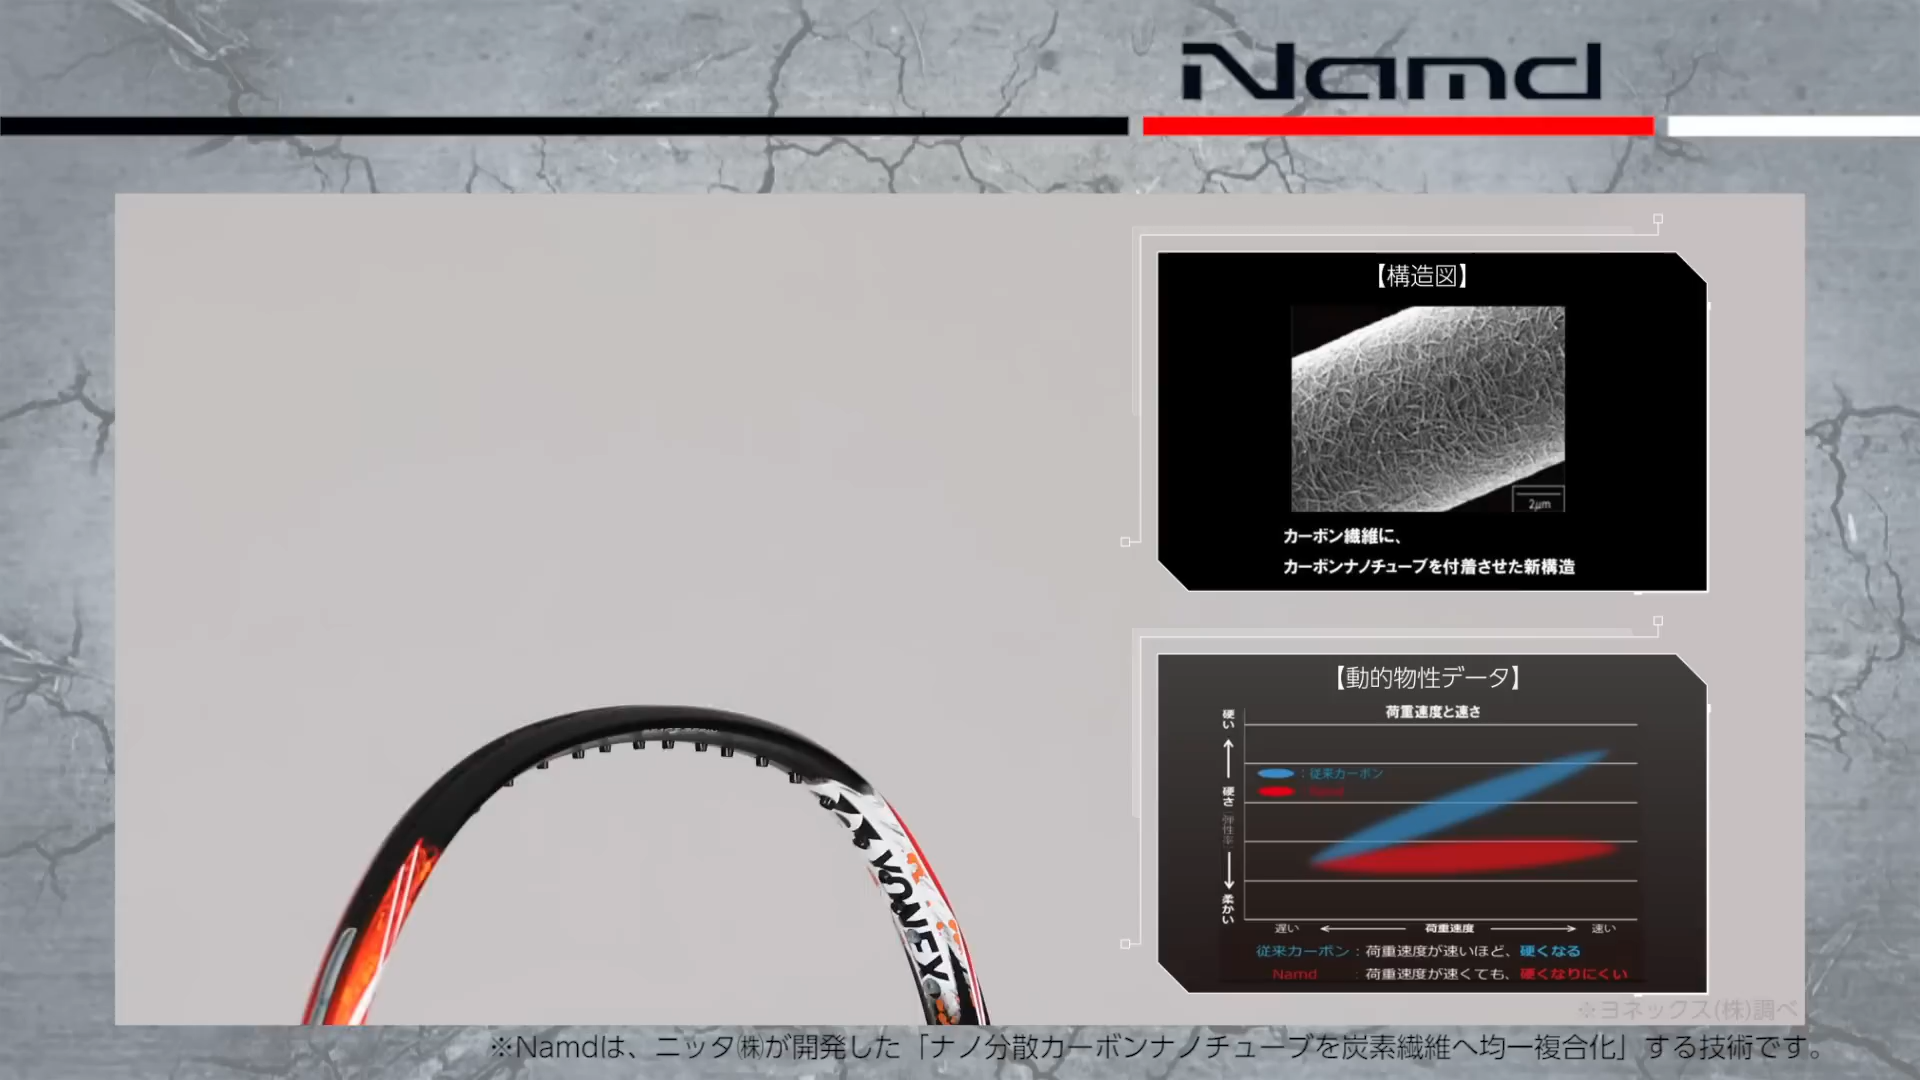 Namd
【構造図】
2μm
カーボン繊維に、
カーボンナノチューブを付着させた新構造
【動的物性データ】
荷重速度と速さ
硬い
：従来カーボン
：Namd
硬さ
弾性率
柔かい
遅い
荷重速度
速い
従来カーボン：荷重速度が速いほど、硬くなる
Namd ：荷重速度が速くても、硬くなりにくい
YONEX
※ヨネックス(株)調べ
※Namdは、ニッタ㈱が開発した「ナノ分散カーボンナノチューブを炭素繊維へ均一複合化」する技術です。